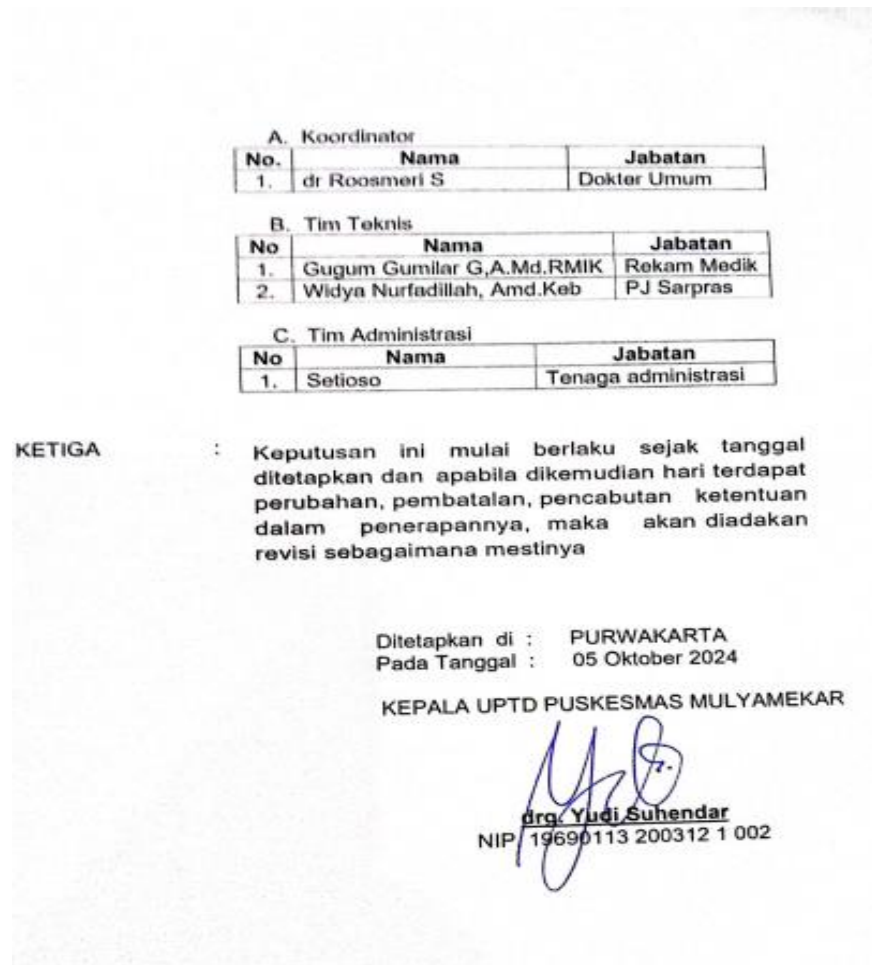 A. Koordinator
No. Nama Jabatan
1. dr Roosmeri S Dokter Umum
B. Tim Teknis
No Nama Jabatan
1. Gugum Gumilar G,A.Md.RMIK Rekam Medik
2. Widya Nurfadillah, Amd.Keb PJ Sarpras
C. Tim Administrasi
No Nama Jabatan
1. Setioso Tenaga administrasi
KETIGA : Keputusan ini mulai berlaku sejak tanggal
ditetapkan dan apabila dikemudian hari terdapat
perubahan, pembatalan, pencabutan ketentuan
dalam penerapannya, maka akan diadakan
revisi sebagaimana mestinya
Ditetapkan di : PURWAKARTA
Pada Tanggal : 05 Oktober 2024
KEPALA UPTD PUSKESMAS MULYAMEKAR
drg. Yudi Suhendar
NIP 19690113 200312 1 002